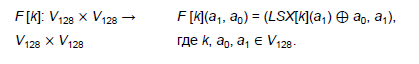 F [k]: V₁₂₈ × V₁₂₈ → F [k](a₁, a₀) = (LSX[k](a₁) ⊕ a₀, a₁),
V₁₂₈ × V₁₂₈ где k, a₀, a₁ ∈ V₁₂₈.